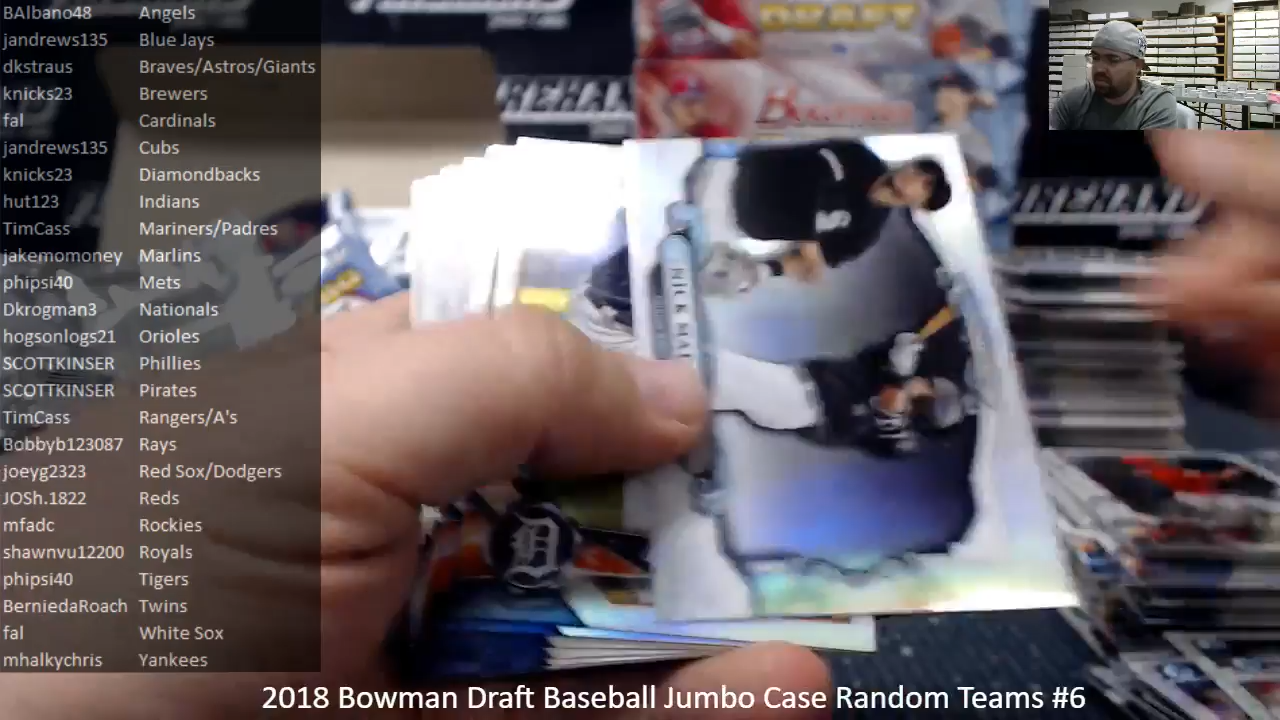 BAlbano48 Angels
jandrews135 Blue Jays
dkstraus Braves/Astros/Giants
knicks23 Brewers
fal Cardinals
jandrews135 Cubs
knicks23 Diamondbacks
hut123 Indians
TimCass Mariners/Padres
jakemomoney Marlins
phipsi40 Mets
Dkrogman3 Nationals
hogsonlogs21 Orioles
SCOTTKINSER Phillies
SCOTTKINSER Pirates
TimCass Rangers/A's
Bobbyb123087 Rays
joeyg2323 Red Sox/Dodgers
JOSh.1822 Reds
mfadc Rockies
shawnvu12200 Royals
phipsi40 Tigers
BerniedaRoach Twins
fal White Sox
mhalkychris Yankees
DRAFT
Bowman
2018 Bowman Draft Baseball Jumbo Case Random Teams #6